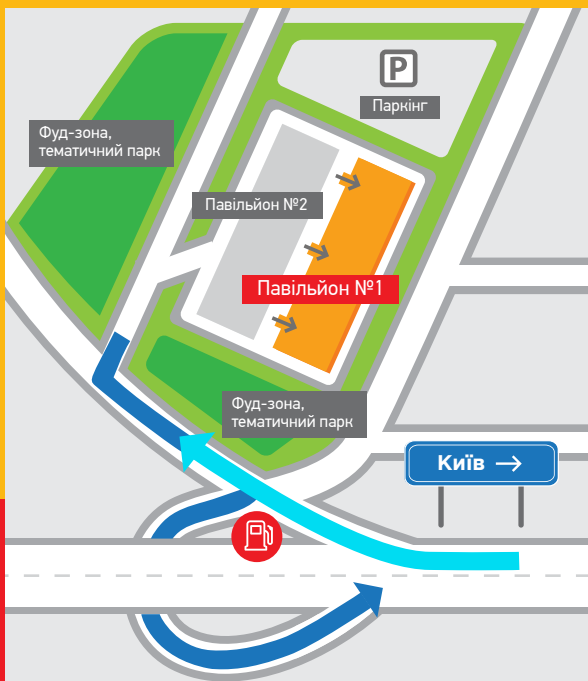 P
Паркінг
Фуд-зона,
тематичний парк
Павільйон №2
Павільйон №1
Фуд-зона,
тематичний парк
Київ →